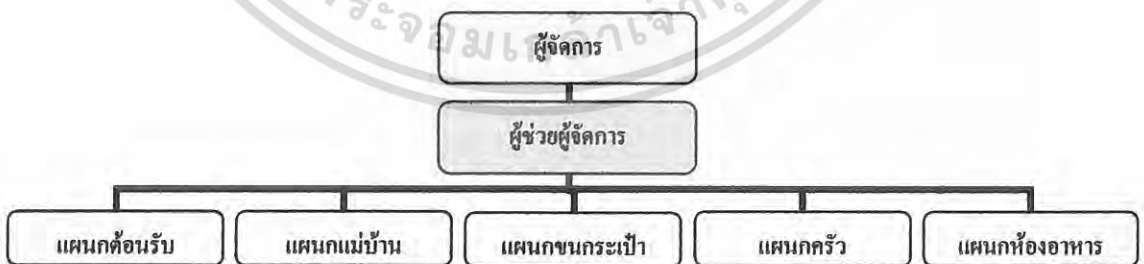 ผู้จัดการ
ผู้ช่วยผู้จัดการ
แผนกต้อนรับ แผนกแม่บ้าน แผนกขนกระเป๋า แผนกครัว แผนกห้องอาหาร